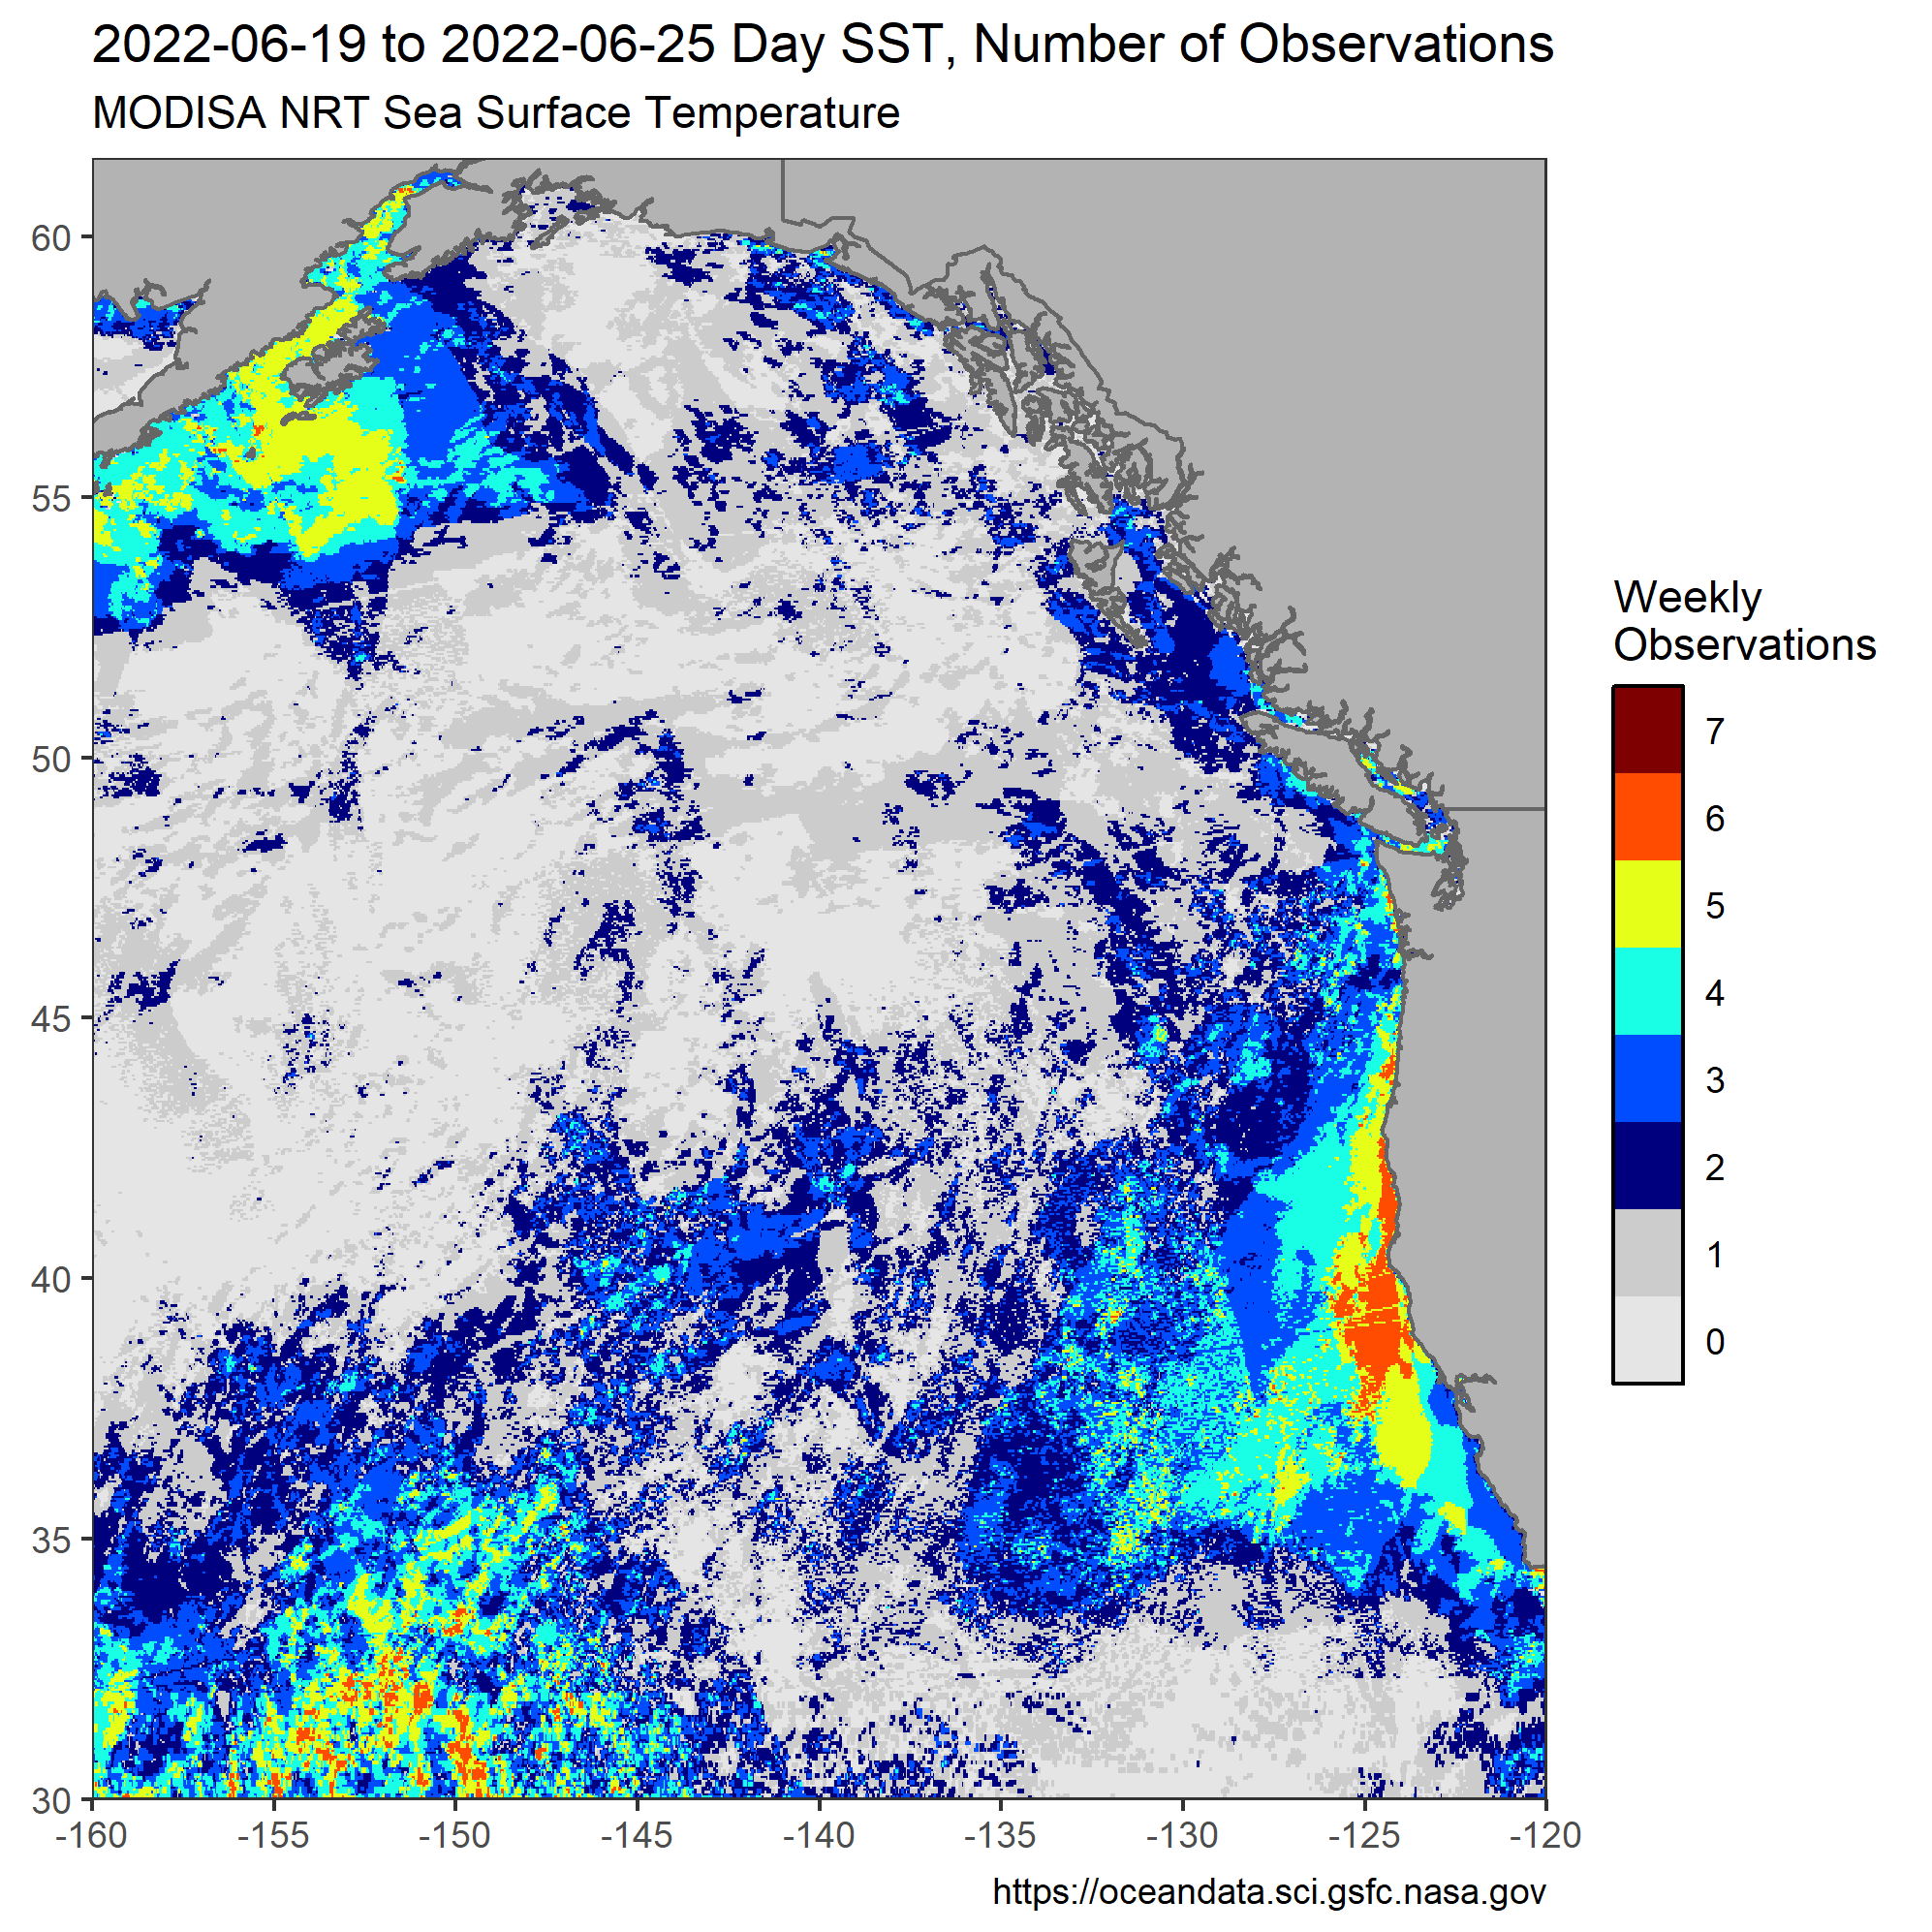 2022-06-19 to 2022-06-25 Day SST, Number of Observations
MODISA NRT Sea Surface Temperature
60
55
50
45
40
35
30
-160 -155 -150 -145 -140 -135 -130 -125 -120
Weekly
Observations
7
6
5
4
3
2
1
0
https://oceandata.sci.gsfc.nasa.gov